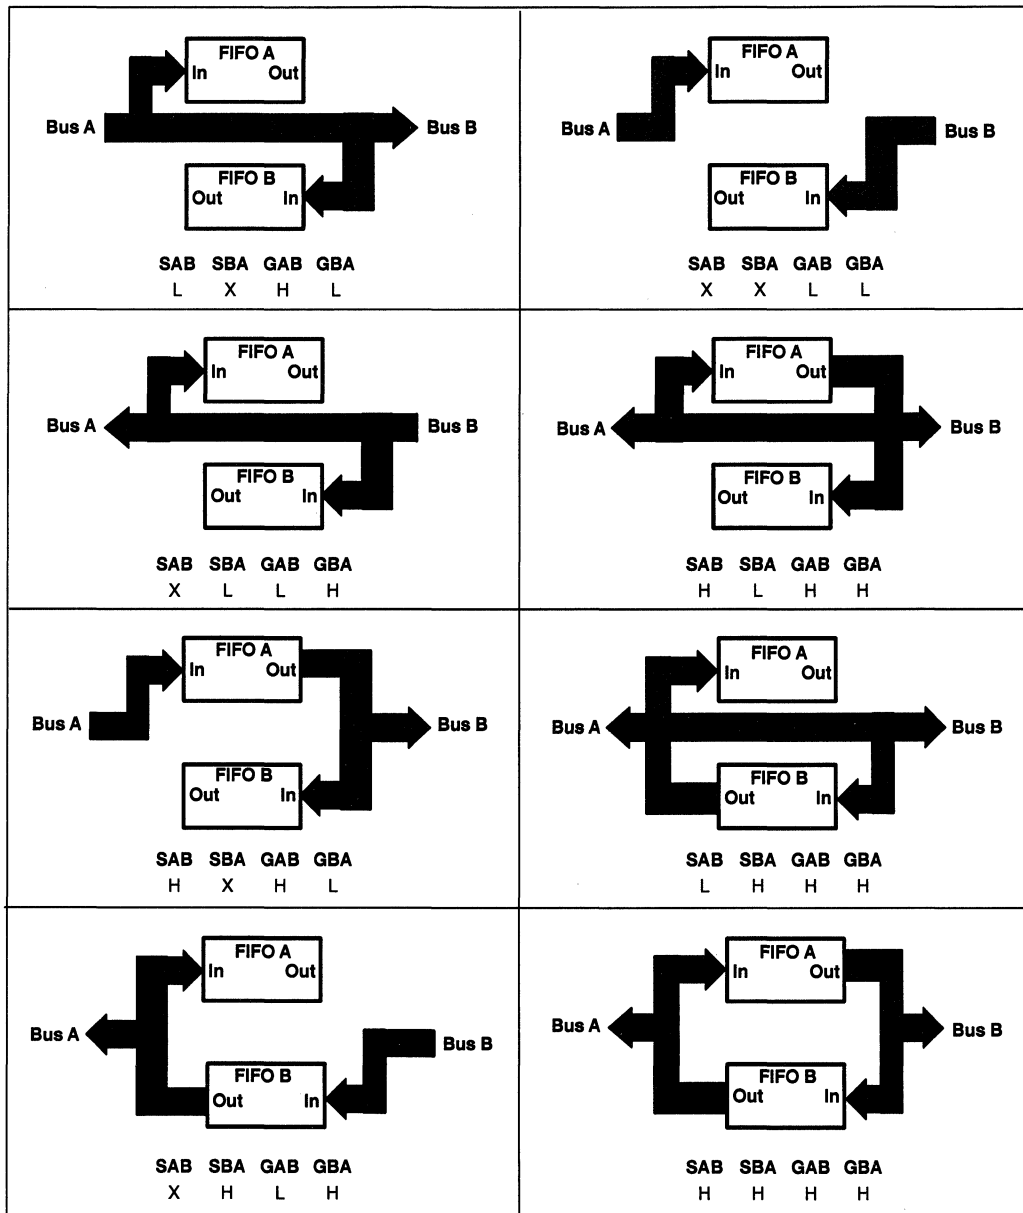 FIFO A
In Out
Bus A Bus B
FIFO B
Out In
SAB SBA GAB GBA
L X H L
FIFO A
In Out
Bus A Bus B
FIFO B
Out In
SAB SBA GAB GBA
X X L L
FIFO A
In Out
Bus A Bus B
FIFO B
Out In
SAB SBA GAB GBA
X L L H
FIFO A
In Out
Bus A Bus B
FIFO B
Out In
SAB SBA GAB GBA
H L H H
FIFO A
In Out
Bus A Bus B
FIFO B
Out In
SAB SBA GAB GBA
H X H L
FIFO A
In Out
Bus A Bus B
FIFO B
Out In
SAB SBA GAB GBA
L H H H
FIFO A
In Out
Bus A Bus B
FIFO B
Out In
SAB SBA GAB GBA
X H L H
FIFO A
In Out
Bus A Bus B
FIFO B
Out In
SAB SBA GAB GBA
H H H H